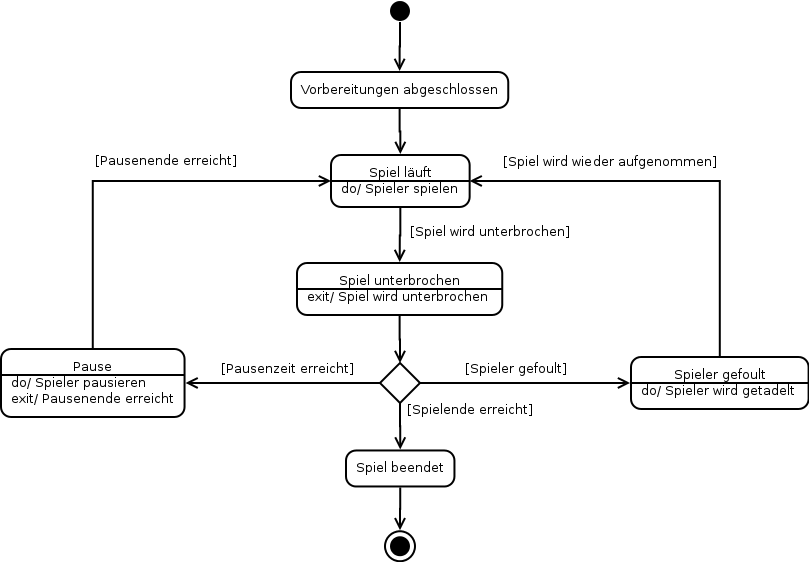 Vorbereitungen abgeschlossen
[Pausenende erreicht]
[Spiel wird wieder aufgenommen]
Spiel läuft
do/ Spieler spielen
[Spiel wird unterbrochen]
Spiel unterbrochen
exit/ Spiel wird unterbrochen
Pause
do/ Spieler pausieren
exit/ Pausenende erreicht
[Pausenzeit erreicht]
[Spieler gefoult]
Spieler gefoult
do/ Spieler wird getadelt
[Spielende erreicht]
Spiel beendet